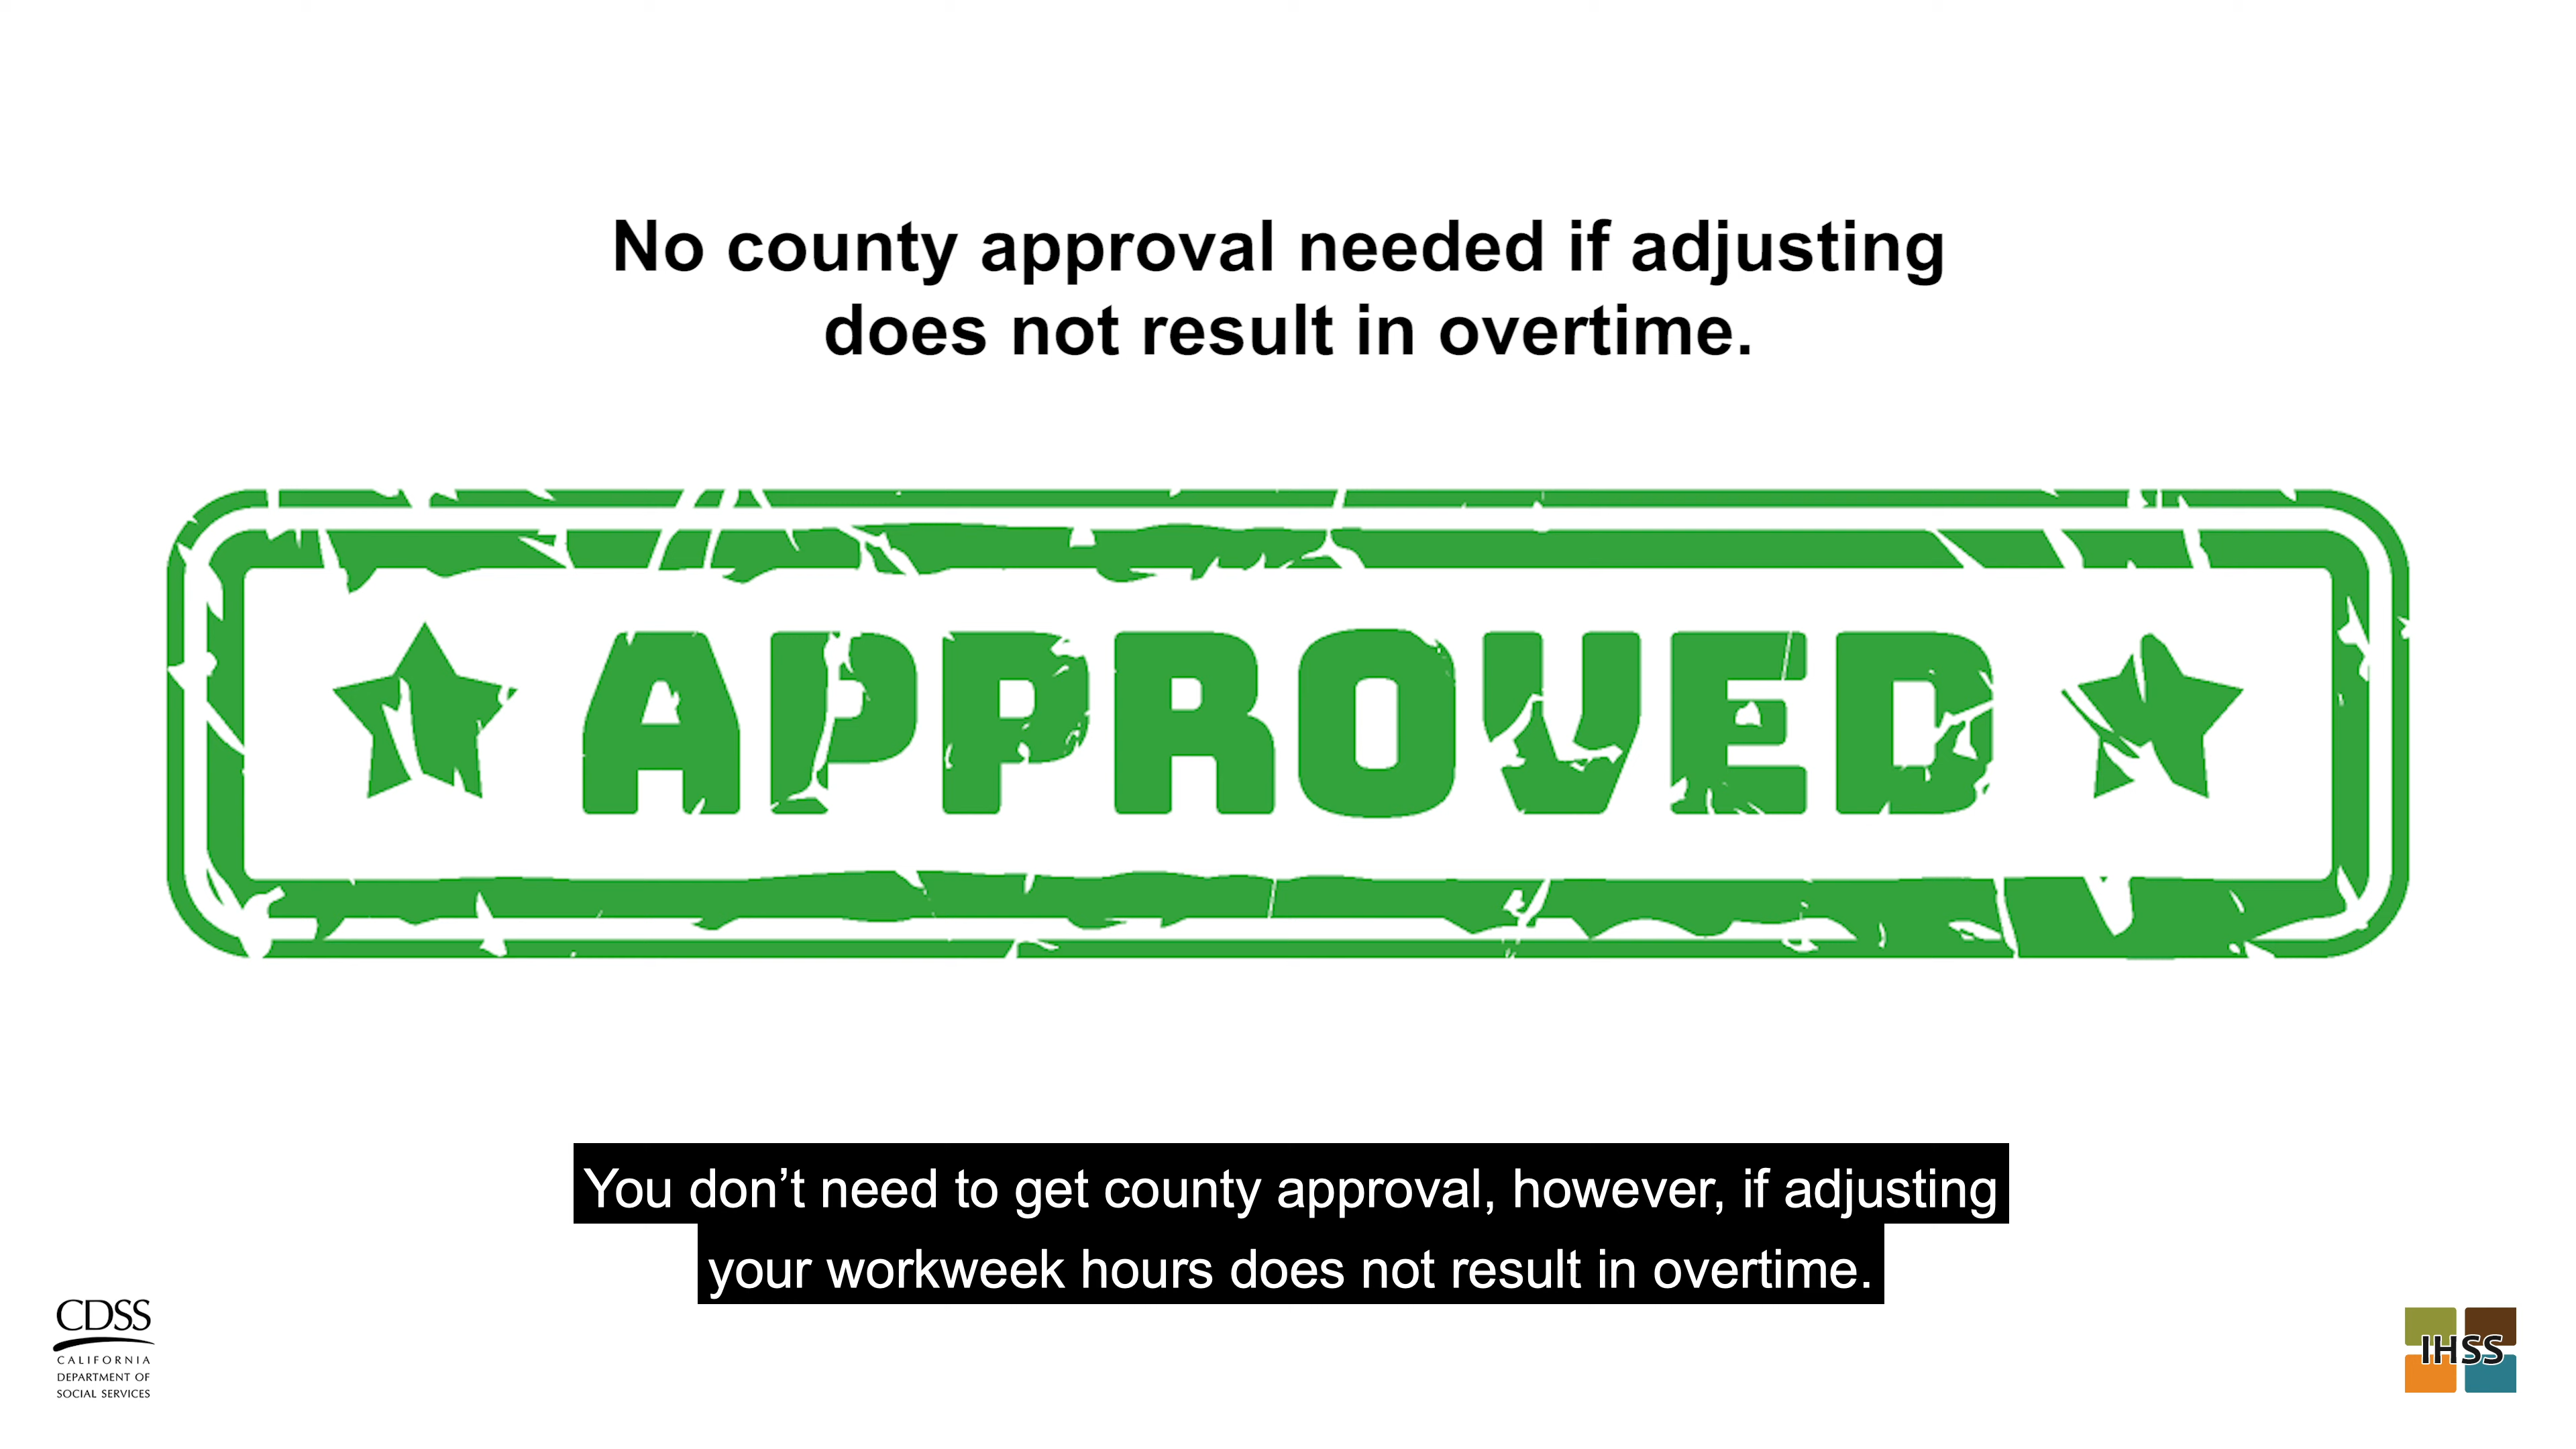 No county approval needed if adjusting
does not result in overtime.
APPROVED
You don’t need to get county approval, however, if adjusting
your workweek hours does not result in overtime.
CDSS
CALIFORNIA
DEPARTMENT OF
SOCIAL SERVICES
IHSS